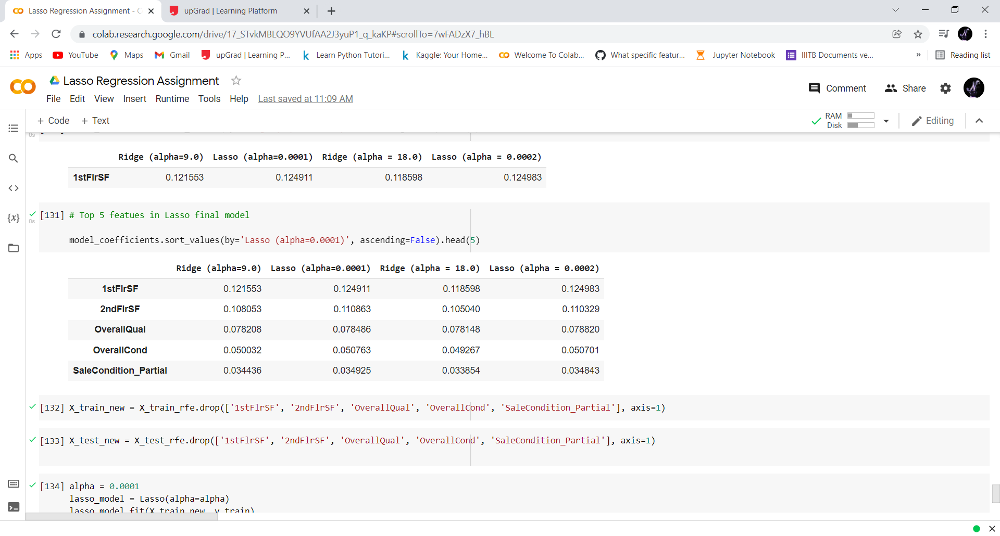 Lasso Regression Assignment - C
upGrad | Learning Platform
colab.research.google.com/drive/17_STvkMBLQO9YVUfAA2J3yuP1_q_kaKP#scrollTo=7wFADzX7_hBL
Apps YouTube Maps Gmail upGrad | Learning P... Learn Python Tutori... Kaggle: Your Home... Welcome To Colab... What specific featur... Jupyter Notebook IIITB Documents ve... » Reading list
Lasso Regression Assignment
Comment Share
File Edit View Insert Runtime Tools Help Last saved at 11:09 AM
+ Code + Text
RAM
Disk
Editing
0s
Ridge (alpha=9.0) Lasso (alpha=0.0001) Ridge (alpha = 18.0) Lasso (alpha = 0.0002)
1stFlrSF 0.121553 0.124911 0.118598 0.124983
[131] # Top 5 featues in Lasso final model
0s
model_coefficients.sort_values(by='Lasso (alpha=0.0001)', ascending=False).head(5)
Ridge (alpha=9.0) Lasso (alpha=0.0001) Ridge (alpha = 18.0) Lasso (alpha = 0.0002)
1stFlrSF 0.121553 0.124911 0.118598 0.124983
2ndFlrSF 0.108053 0.110863 0.105040 0.110329
OverallQual 0.078208 0.078486 0.078148 0.078820
OverallCond 0.050032 0.050763 0.049267 0.050701
SaleCondition_Partial 0.034436 0.034925 0.033854 0.034843
[132] X_train_new = X_train_rfe.drop(['1stFlrSF', '2ndFlrSF', 'OverallQual', 'OverallCond', 'SaleCondition_Partial'], axis=1)
[133] X_test_new = X_test_rfe.drop(['1stFlrSF', '2ndFlrSF', 'OverallQual', 'OverallCond', 'SaleCondition_Partial'], axis=1)
[134] alpha = 0.0001
lasso_model = Lasso(alpha=alpha)
lasso_model.fit(X_train_new, y_train)